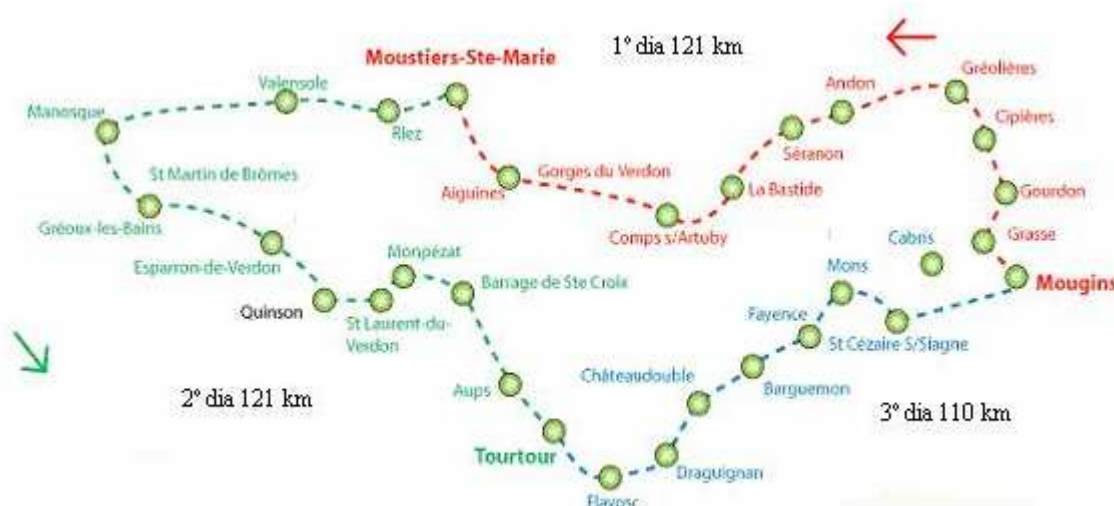 1º dia 121 km
Moustiers-Ste-Marie
Gréolières
Andon
Valensole
Manosque
Riez
Cipières
Séranon
Gorges du Verdon
St Martin de Brômes
Aiguines
La Bastide
Gourdon
Gréoux-les-Bains
Comps s/Artuby
Grasse
Cabris
Monpézat
Esparron-de-Verdon
Mons
Barrage de Ste Croix
Mougins
Quinson
Fayence
St Laurent-du-
Verdon
St Cézaire S/Siagne
Châteaudouble
2º dia 121 km
Aups
Barguemon
3º dia 110 km
Tourtour
Draguignan
Flayosc